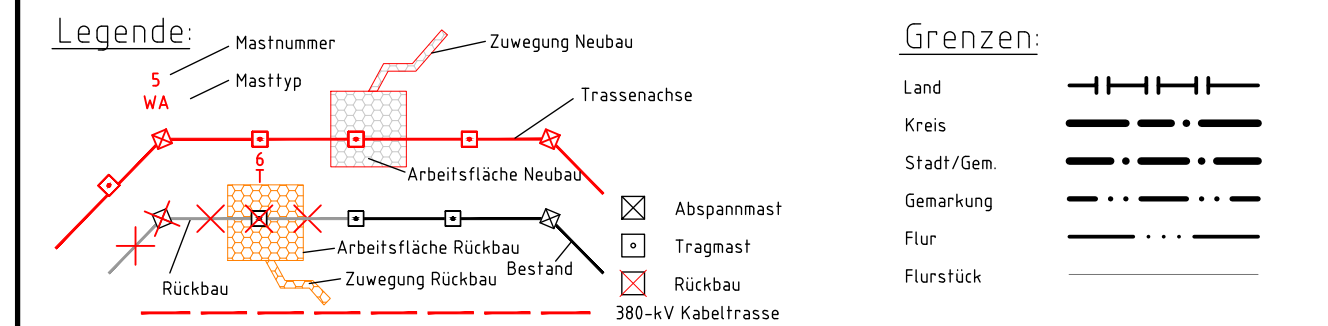 Legende:
Mastnummer
Zuwegung Neubau
5
Masttyp
WA
Trassenachse
6
T
Arbeitsfläche Neubau
Abspannmast
Arbeitsfläche Rückbau
Tragmast
Bestand
Zuwegung Rückbau
Rückbau
Rückbau
380-kV Kabeltrasse
Grenzen:
Land
Kreis
Stadt/Gem.
Gemarkung
Flur
Flurstück